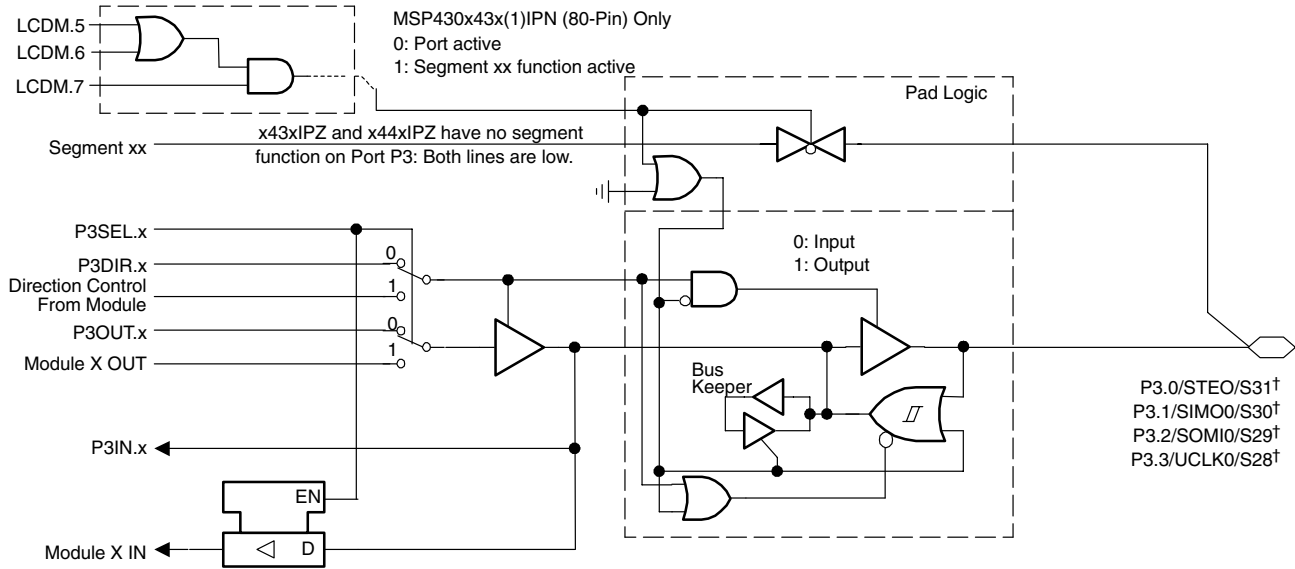 LCDM.5
LCDM.6
LCDM.7
MSP430x43x(1)IPN (80-Pin) Only
0: Port active
1: Segment xx function active
Pad Logic
Segment xx
x43xIPZ and x44xIPZ have no segment
function on Port P3: Both lines are low.
P3SEL.x
P3DIR.x
0
Direction Control
From Module
1
P3OUT.x
0
Module X OUT
1
0: Input
1: Output
Bus
Keeper
P3.0/STEO/S31†
P3.1/SIMO0/S30†
P3.2/SOMI0/S29†
P3.3/UCLK0/S28†
P3IN.x
EN
D
Module X IN